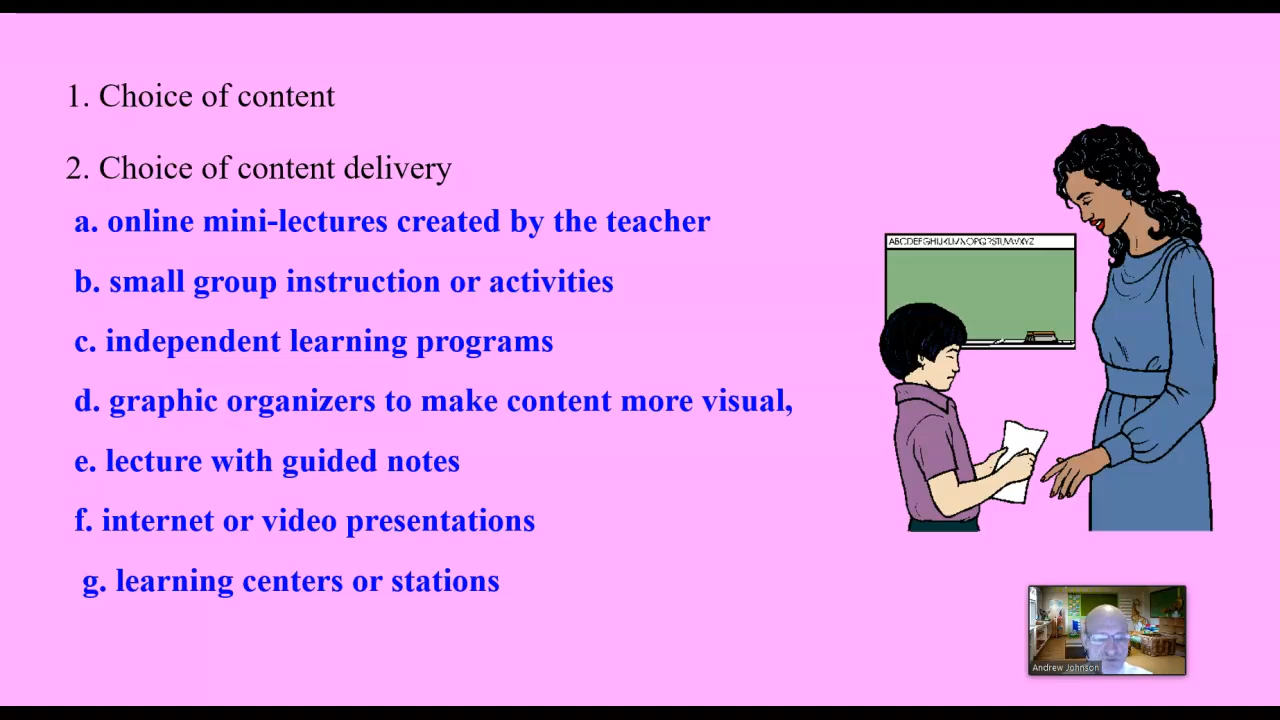 1. Choice of content
2. Choice of content delivery
a. online mini-lectures created by the teacher
b. small group instruction or activities
c. independent learning programs
d. graphic organizers to make content more visual,
e. lecture with guided notes
f. internet or video presentations
g. learning centers or stations
ABCDEFGHIJKLMNOPQRSTUVWXYZ
Andrew Johnson